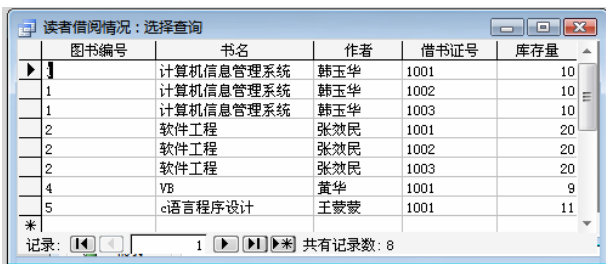 读者借阅情况：选择查询
图书编号 书名 作者 借书证号 库存量
1 计算机信息管理系统 韩玉华 1001 10
1 计算机信息管理系统 韩玉华 1002 10
1 计算机信息管理系统 韩玉华 1003 10
2 软件工程 张效民 1001 20
2 软件工程 张效民 1002 20
2 软件工程 张效民 1003 20
4 VB 黄华 1001 9
5 c语言程序设计 王蒙蒙 1001 11
记录: 1 共有记录数: 8